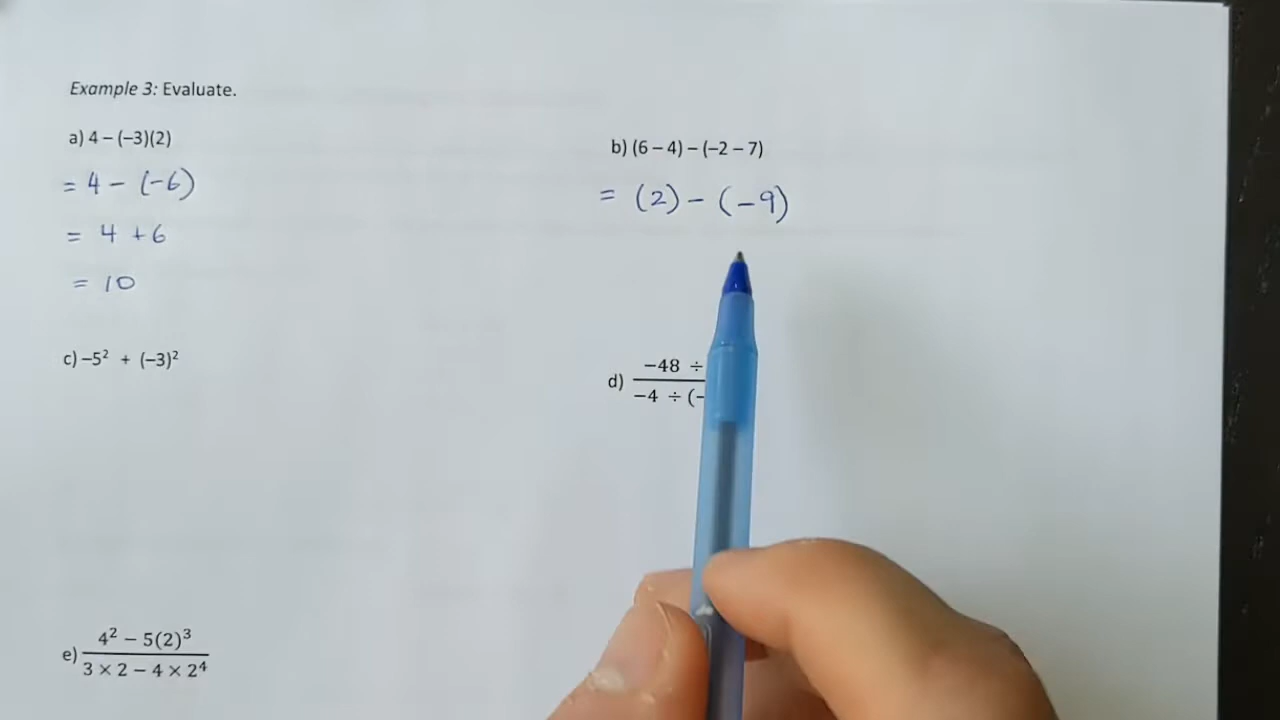 Example 3: Evaluate.
a) 4 – (–3)(2)
= 4 – (–6)
= 4 + 6
= 10
b) (6 – 4) – (–2 – 7)
= (2) – (–9)
c) –5² + (–3)²
d) −48 ÷
−4 ÷ (−
e) 4² − 5(2)³
3 × 2 − 4 × 2⁴